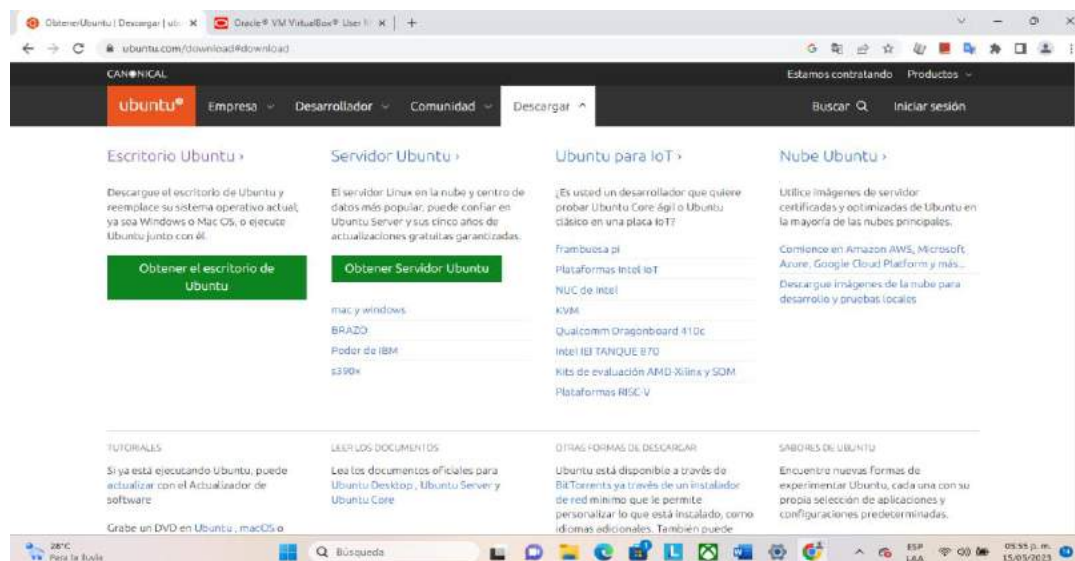 ObtenerUbuntu | Descargar | ubu
Oracle® VM VirtualBox® User
ubuntu.com/download#download
CANONICAL
Estamos contratando
Productos
ubuntu®
Empresa
Desarrollador
Comunidad
Descargar
Buscar
Iniciar sesión
Escritorio Ubuntu ›
Descargue el escritorio de Ubuntu y
reemplace su sistema operativo actual,
ya sea Windows o Mac OS, o ejecute
Ubuntu junto con él.
Obtener el escritorio de
Ubuntu
Servidor Ubuntu ›
El servidor Linux en la nube y centro de
datos más popular, puede confiar en
Ubuntu Server y sus cinco años de
actualizaciones gratuitas garantizadas.
Obtener Servidor Ubuntu
mac y windows
BRAZO
Poder de IBM
s390x
Ubuntu para IoT ›
¿Es usted un desarrollador que quiere
probar Ubuntu Core ágil o Ubuntu
clásico en una placa IoT?
frambuesa pi
Plataformas Intel IoT
NUC de Intel
KVM
Qualcomm Dragonboard 410c
Intel IEI TANQUE 870
Kits de evaluación AMD-Xilinx y SOM
Plataformas RISC-V
Nube Ubuntu ›
Utilice imágenes de servidor
certificadas y optimizadas de Ubuntu en
la mayoría de las nubes principales.
Comience en Amazon AWS, Microsoft
Azure, Google Cloud Platform y más...
Descargue imágenes de la nube para
desarrollo y pruebas locales
TUTORIALES
Si ya está ejecutando Ubuntu, puede
actualizar con el Actualizador de
software
Grabe un DVD en Ubuntu , macOS o
LEER LOS DOCUMENTOS
Lea los documentos oficiales para
Ubuntu Desktop , Ubuntu Server y
Ubuntu Core
OTRAS FORMAS DE DESCARGAR
Ubuntu está disponible a través de
BitTorrents ya través de un instalador
de red mínimo que le permite
personalizar lo que está instalado, como
idiomas adicionales. También puede
SABORES DE UBUNTU
Encuentre nuevas formas de
experimentar Ubuntu, cada una con su
propia selección de aplicaciones y
configuraciones predeterminadas.
28°C
Para la lluvia
Búsqueda
ESP
LAA
05:55 p. m.
15/05/2023